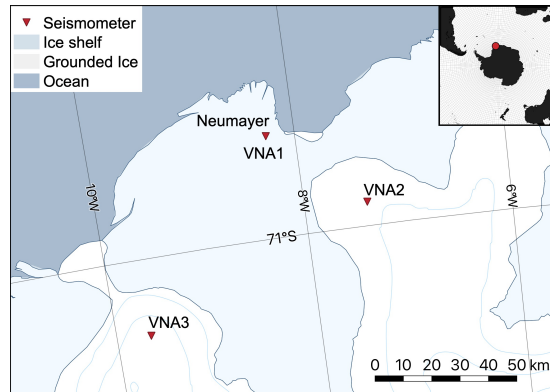 Seismometer
Ice shelf
Grounded Ice
Ocean
Neumayer
VNA1
VNA2
10°W
8°W
6°W
71°S
VNA3
0 10 20 30 40 50 km